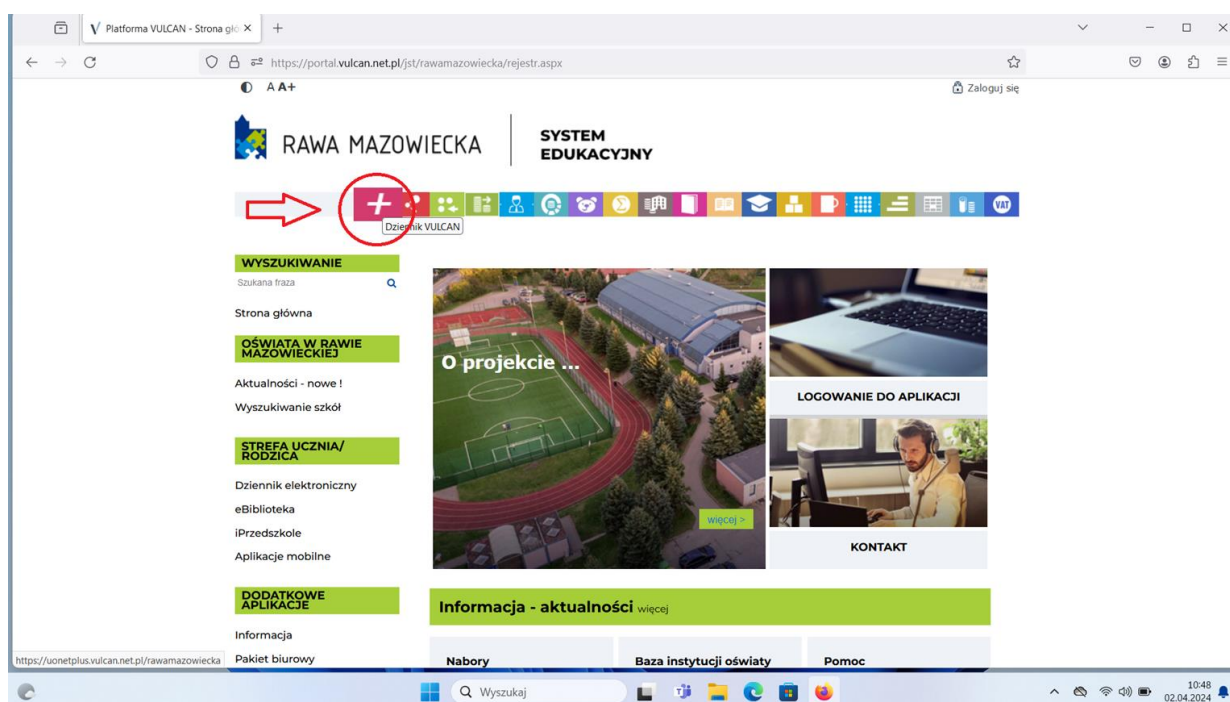 Platforma VULCAN - Strona głó
https://portal.vulcan.net.pl/jst/rawamazowiecka/rejestr.aspx
A A+
Zaloguj się
RAWA MAZOWIECKA
SYSTEM
EDUKACYJNY
VAT
Dziennik VULCAN
WYSZUKIWANIE
Szukana fraza
Strona główna
OŚWIATA W RAWIE
MAZOWIECKIEJ
Aktualności - nowe !
Wyszukiwanie szkół
STREFA UCZNIA/
RODZICA
Dziennik elektroniczny
eBiblioteka
iPrzedszkole
Aplikacje mobilne
DODATKOWE
APLIKACJE
Informacja
Pakiet biurowy
O projekcie ...
więcej >
LOGOWANIE DO APLIKACJI
KONTAKT
Informacja - aktualności więcej
Nabory
Baza instytucji oświaty
Pomoc
https://uonetplus.vulcan.net.pl/rawamazowiecka
Wyszukaj
10:48
02.04.2024